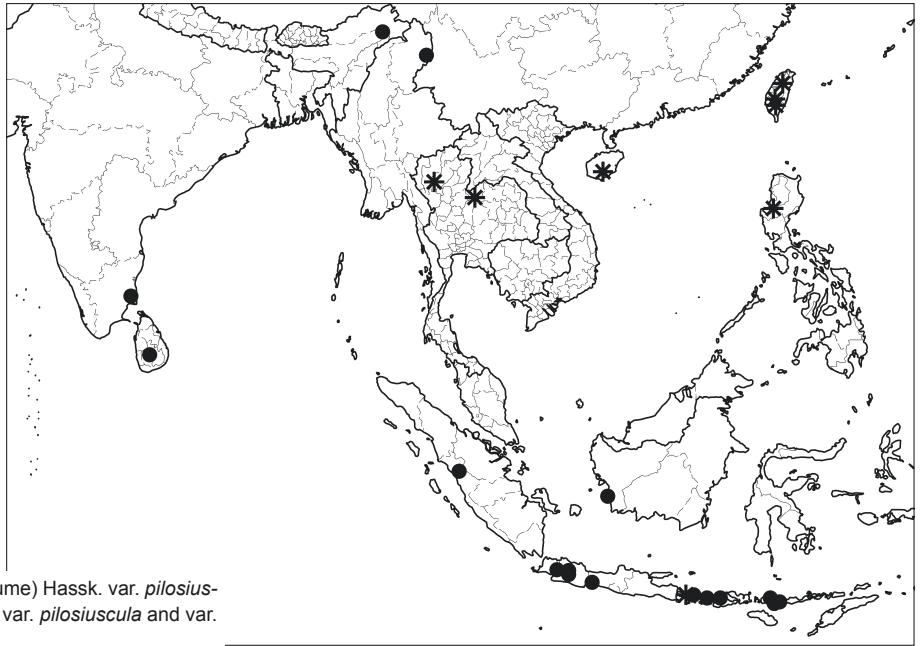 ume) Hassk. var. pilosius-
var. pilosiuscula and var.